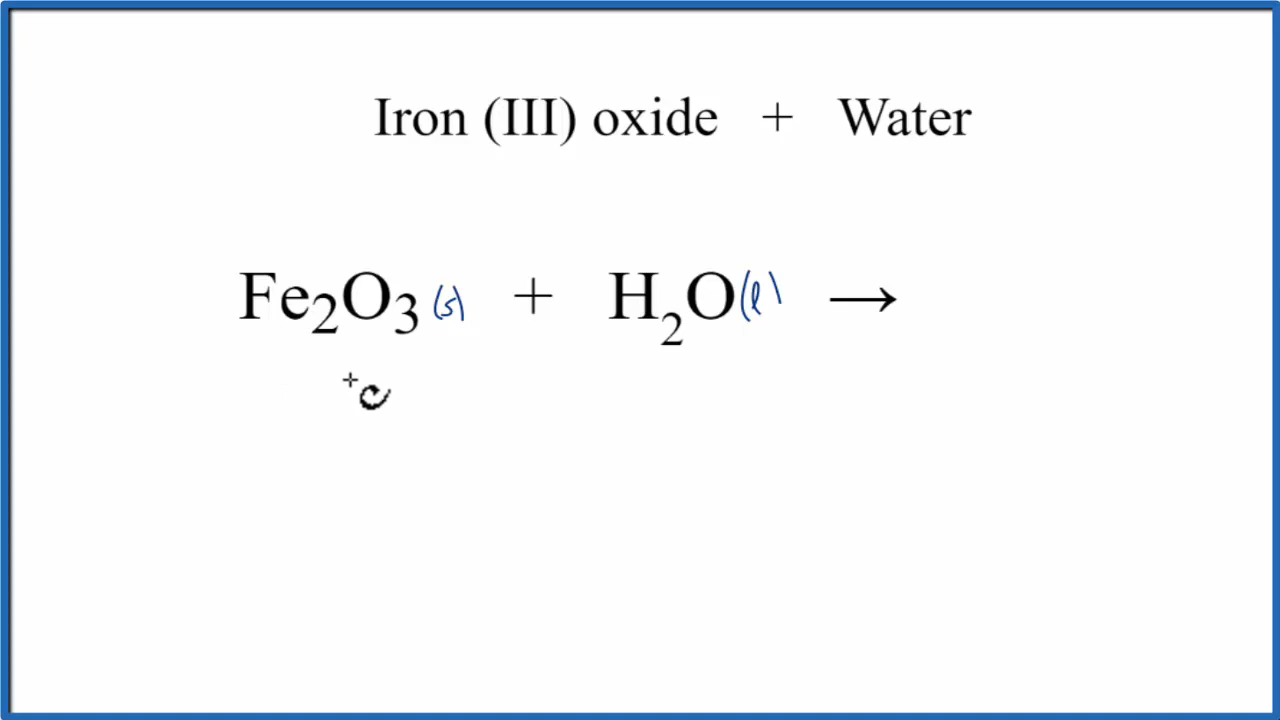 Iron (III) oxide + Water
Fe₂O₃ (s) + H₂O (l) →